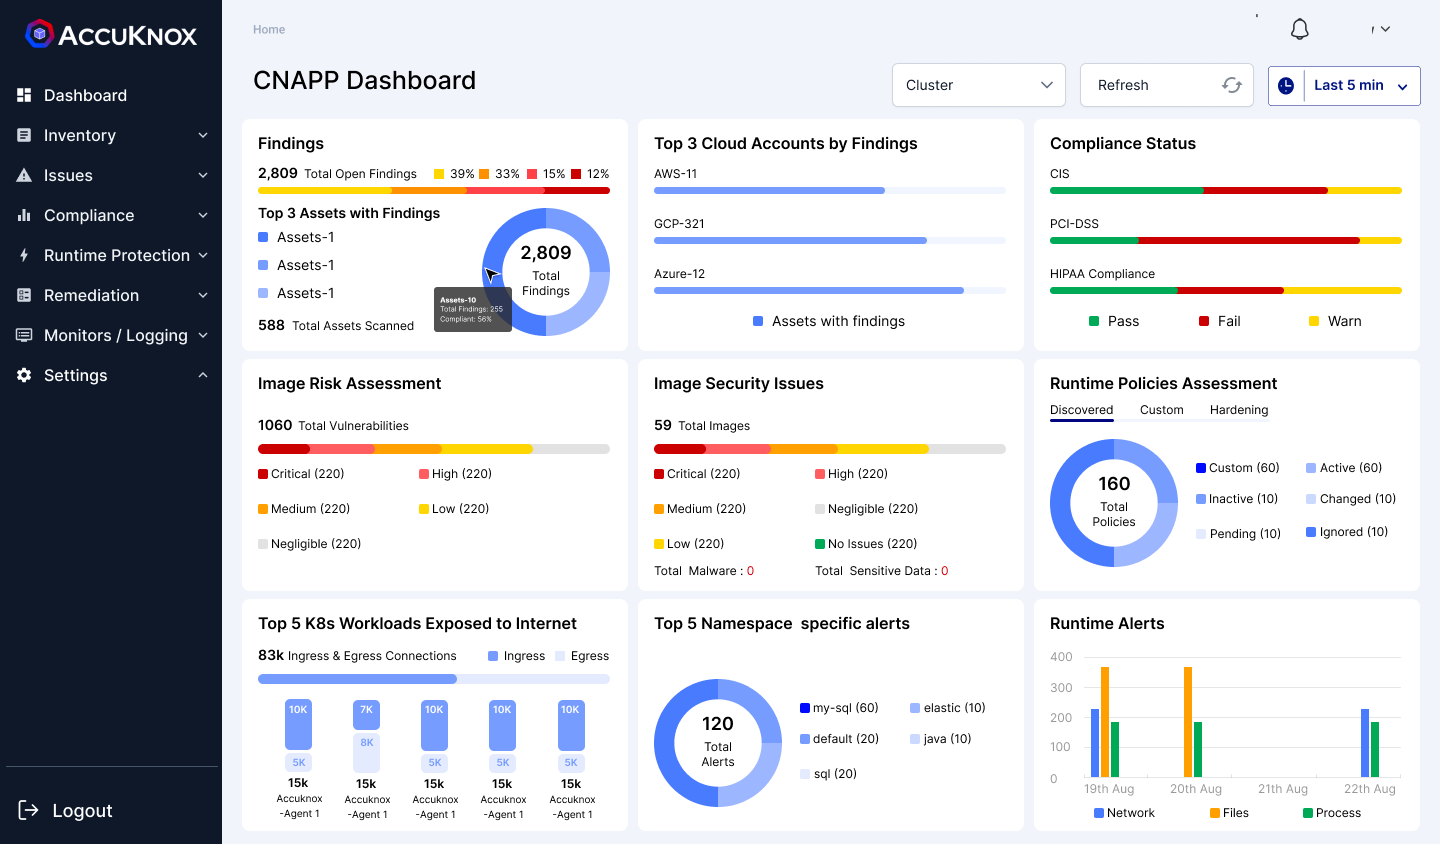 ACCUKNOX
Dashboard
Inventory
Issues
Compliance
Runtime Protection
Remediation
Monitors / Logging
Settings
Logout
Home
CNAPP Dashboard
Cluster
Refresh
Last 5 min
Findings
2,809 Total Open Findings 39% 33% 15% 12%
Top 3 Assets with Findings
Assets-1
Assets-1
Assets-1
588 Total Assets Scanned
2,809
Total
Findings
Assets-10
Total Findings: 255
Compliant: 56%
Top 3 Cloud Accounts by Findings
AWS-11
GCP-321
Azure-12
Assets with findings
Compliance Status
CIS
PCI-DSS
HIPAA Compliance
Pass Fail Warn
Image Risk Assessment
1060 Total Vulnerabilities
Critical (220) High (220)
Medium (220) Low (220)
Negligible (220)
Image Security Issues
59 Total Images
Critical (220) High (220)
Medium (220) Negligible (220)
Low (220) No Issues (220)
Total Malware : 0 Total Sensitive Data : 0
Runtime Policies Assessment
Discovered Custom Hardening
160
Total
Policies
Custom (60) Active (60)
Inactive (10) Changed (10)
Pending (10) Ignored (10)
Top 5 K8s Workloads Exposed to Internet
83k Ingress & Egress Connections Ingress Egress
10K 7K 10K 10K 10K
5K 8K 5K 5K 5K
15k 15k 15k 15k 15k
Accuknox Accuknox Accuknox Accuknox Accuknox
-Agent 1 -Agent 1 -Agent 1 -Agent 1 -Agent 1
Top 5 Namespace specific alerts
120
Total
Alerts
my-sql (60) elastic (10)
default (20) java (10)
sql (20)
Runtime Alerts
400
300
200
100
0
19th Aug 20th Aug 21th Aug 22th Aug
Network Files Process